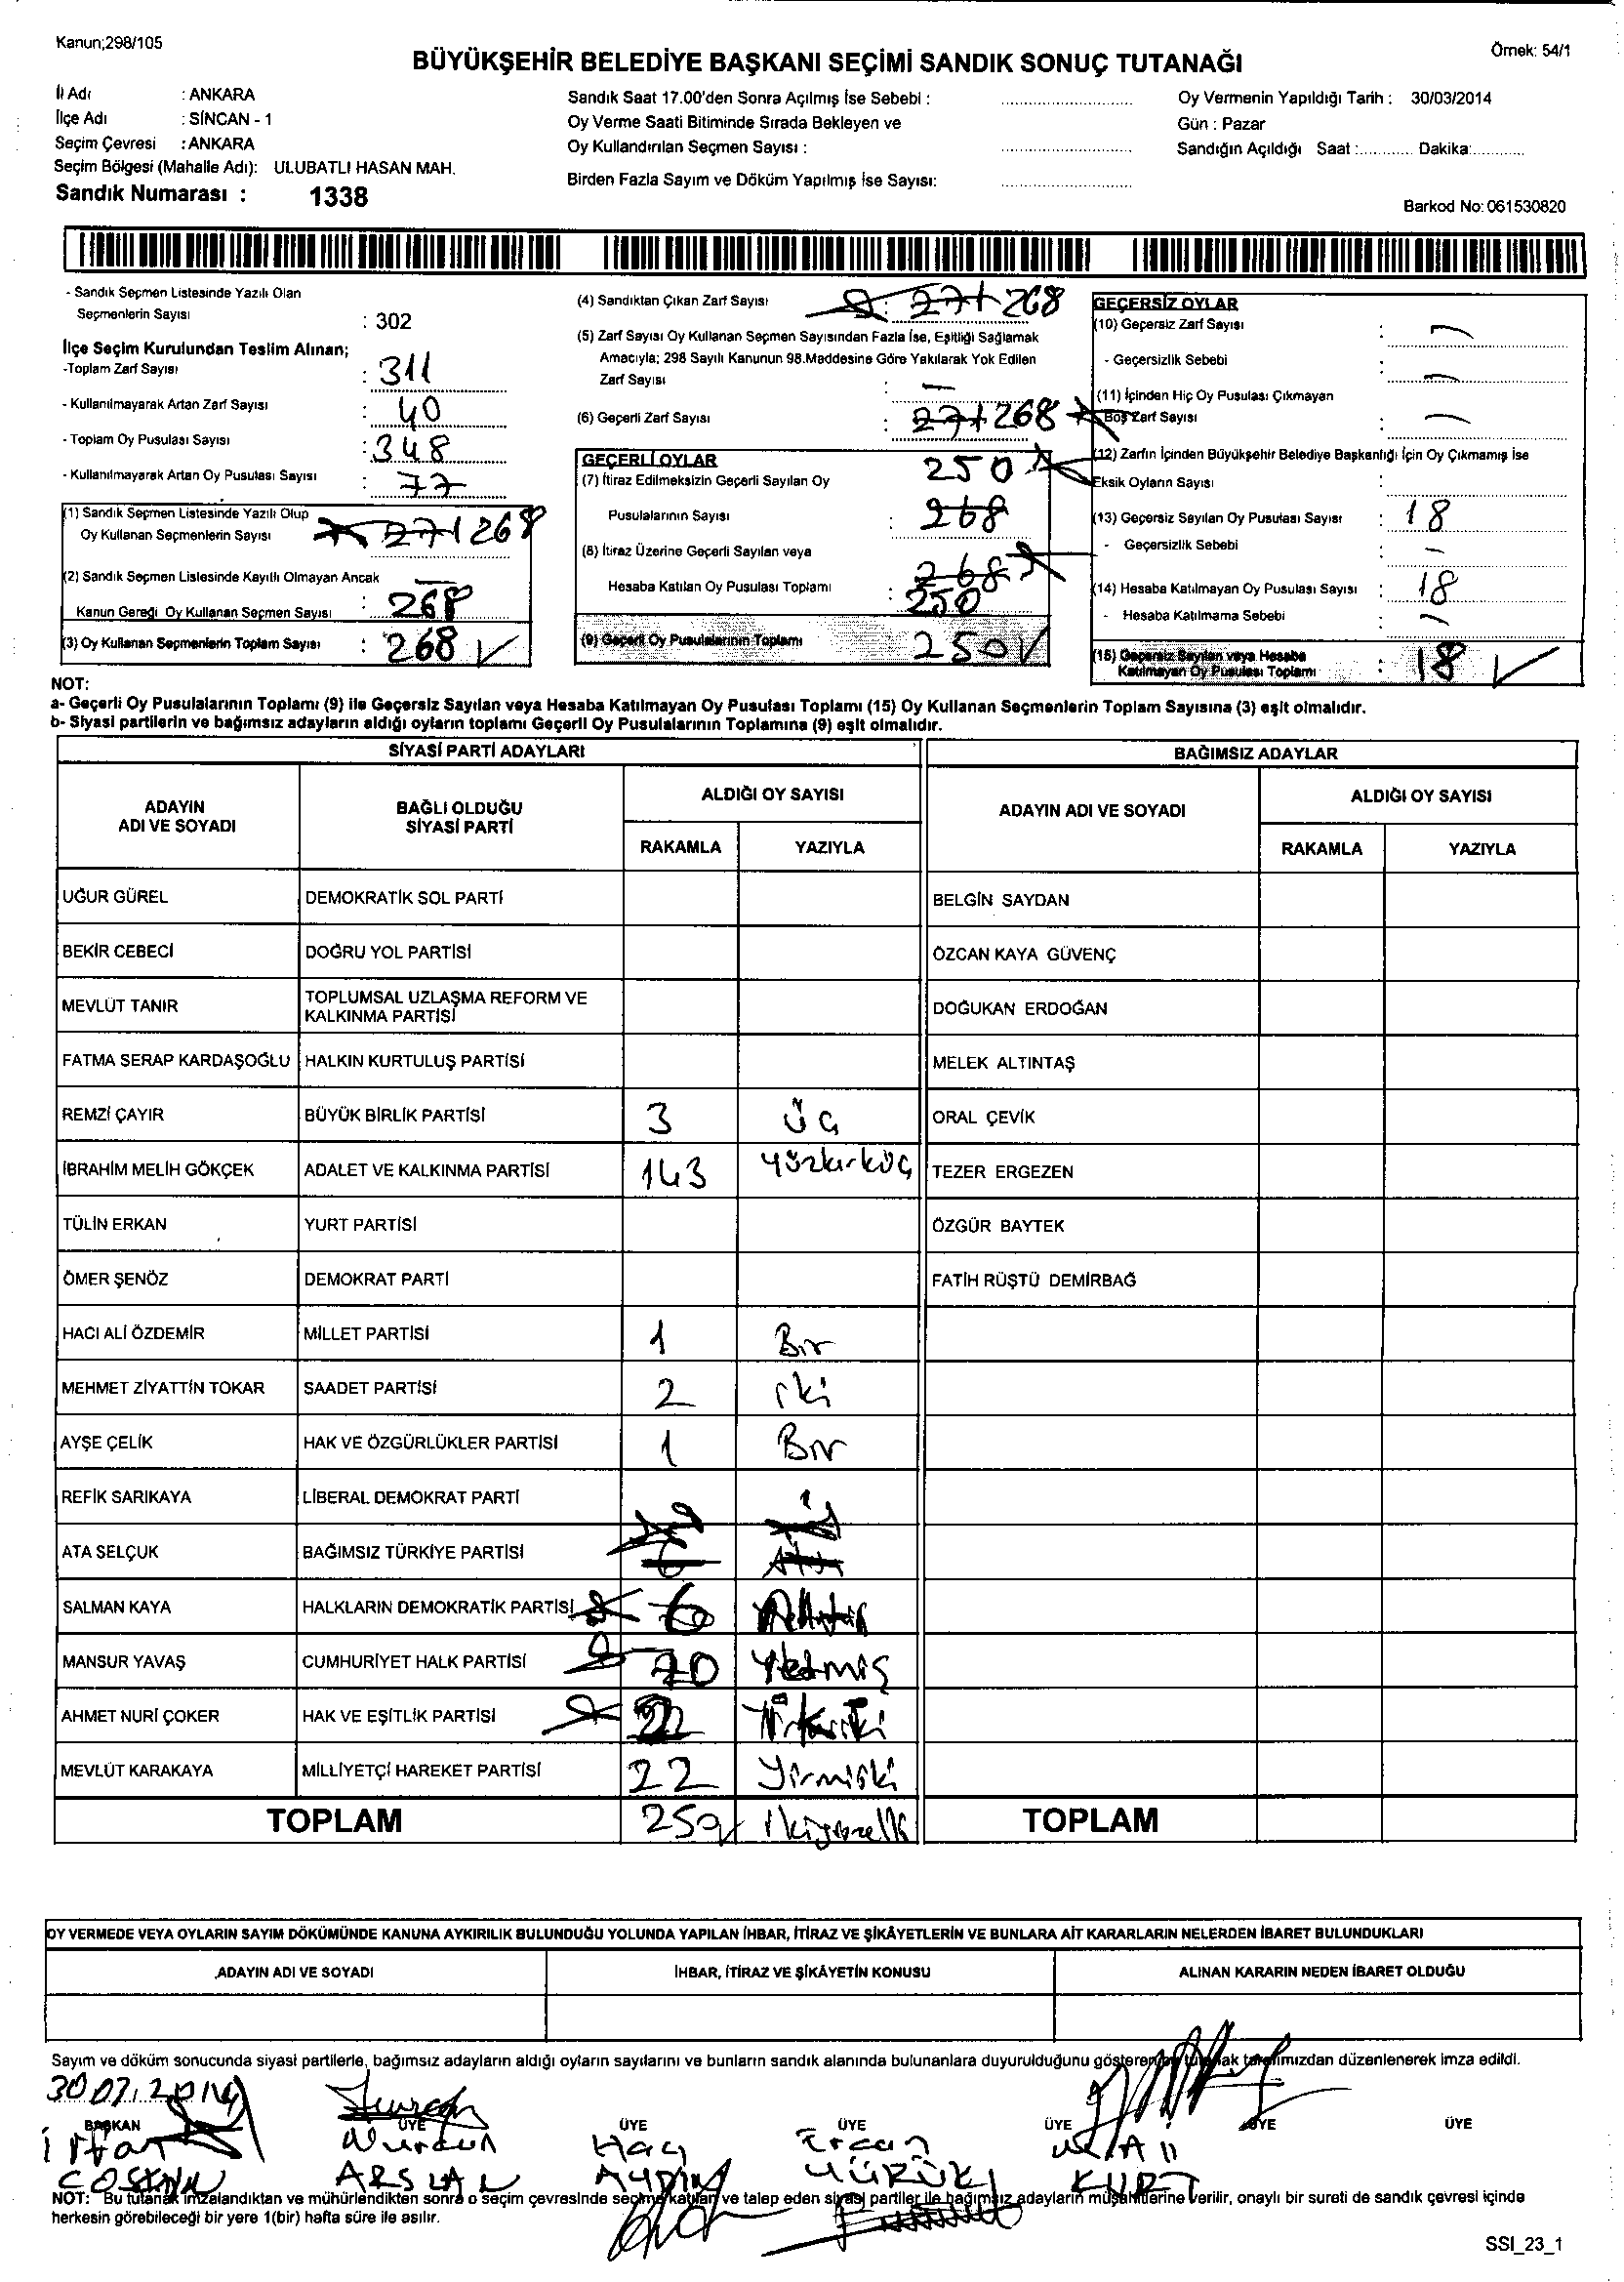 Kanun;298/105
BÜYÜKŞEHİR BELEDİYE BAŞKANI SEÇİMİ SANDIK SONUÇ TUTANAĞI
Örnek: 54/1
İl Adı : ANKARA
İlçe Adı : SİNCAN - 1
Seçim Çevresi : ANKARA
Seçim Bölgesi (Mahalle Adı): ULUBATLI HASAN MAH.
Sandık Numarası : 1338
Sandık Saat 17.00'den Sonra Açılmış İse Sebebi :
Oy Verme Saati Bitiminde Sırada Bekleyen ve
Oy Kullandırılan Seçmen Sayısı :
Birden Fazla Sayım ve Döküm Yapılmış İse Sayısı:
Oy Vermenin Yapıldığı Tarih : 30/03/2014
Gün : Pazar
Sandığın Açıldığı Saat :............ Dakika:............
Barkod No: 061530820
- Sandık Seçmen Listesinde Yazılı Olan
Seçmenlerin Sayısı : 302
İlçe Seçim Kurulundan Teslim Alınan;
-Toplam Zarf Sayısı : 311
- Kullanılmayarak Artan Zarf Sayısı : 40
- Toplam Oy Pusulası Sayısı : 348
- Kullanılmayarak Artan Oy Pusulası Sayısı : 77
(1) Sandık Seçmen Listesinde Yazılı Olup
Oy Kullanan Seçmenlerin Sayısı 271 268
(2) Sandık Seçmen Listesinde Kayıtlı Olmayan Ancak
Kanun Gereği Oy Kullanan Seçmen Sayısı : 268
(3) Oy Kullanan Seçmenlerin Toplam Sayısı : 268
(4) Sandıktan Çıkan Zarf Sayısı : 271 268
(5) Zarf Sayısı Oy Kullanan Seçmen Sayısından Fazla İse, Eşitliği Sağlamak
Amacıyla; 298 Sayılı Kanunun 98.Maddesine Göre Yakılarak Yok Edilen
Zarf Sayısı : —
(6) Geçerli Zarf Sayısı : 271 268
GEÇERLİ OYLAR
(7) İtiraz Edilmeksizin Geçerli Sayılan Oy 250
Pusulalarının Sayısı : 268
(8) İtiraz Üzerine Geçerli Sayılan veya
Hesaba Katılan Oy Pusulası Toplamı : 268 250
(9) Geçerli Oy Pusulalarının Toplamı : 250
GEÇERSİZ OYLAR
(10) Geçersiz Zarf Sayısı : —
- Geçersizlik Sebebi : —
(11) İçinden Hiç Oy Pusulası Çıkmayan
Boş Zarf Sayısı : —
(12) Zarfın İçinden Büyükşehir Belediye Başkanlığı İçin Oy Çıkmamış İse
Eksik Oyların Sayısı :
(13) Geçersiz Sayılan Oy Pusulası Sayısı : 18
- Geçersizlik Sebebi : —
(14) Hesaba Katılmayan Oy Pusulası Sayısı : 18
- Hesaba Katılmama Sebebi : —
(15) Geçersiz Sayılan veya Hesaba
Katılmayan Oy Pusulası Toplamı : 18
NOT:
a- Geçerli Oy Pusulalarının Toplamı (9) ile Geçersiz Sayılan veya Hesaba Katılmayan Oy Pusulası Toplamı (15) Oy Kullanan Seçmenlerin Toplam Sayısına (3) eşit olmalıdır.
b- Siyasi partilerin ve bağımsız adayların aldığı oyların toplamı Geçerli Oy Pusulalarının Toplamına (9) eşit olmalıdır.
SİYASİ PARTİ ADAYLARI BAĞIMSIZ ADAYLAR
ADAYIN ADI VE SOYADI BAĞLI OLDUĞU SİYASİ PARTİ ALDIĞI OY SAYISI ADAYIN ADI VE SOYADI ALDIĞI OY SAYISI
RAKAMLA YAZIYLA RAKAMLA YAZIYLA
UĞUR GÜREL DEMOKRATİK SOL PARTİ BELGİN SAYDAN
BEKİR CEBECİ DOĞRU YOL PARTİSİ ÖZCAN KAYA GÜVENÇ
MEVLÜT TANIR TOPLUMSAL UZLAŞMA REFORM VE KALKINMA PARTİSİ DOĞUKAN ERDOĞAN
FATMA SERAP KARDAŞOĞLU HALKIN KURTULUŞ PARTİSİ MELEK ALTINTAŞ
REMZİ ÇAYIR BÜYÜK BİRLİK PARTİSİ 3 Üç ORAL ÇEVİK
İBRAHİM MELİH GÖKÇEK ADALET VE KALKINMA PARTİSİ 143 Yüzkırküç TEZER ERGEZEN
TÜLİN ERKAN YURT PARTİSİ ÖZGÜR BAYTEK
ÖMER ŞENÖZ DEMOKRAT PARTİ FATİH RÜŞTÜ DEMİRBAĞ
HACI ALİ ÖZDEMİR MİLLET PARTİSİ 1 Bir
MEHMET ZİYATTİN TOKAR SAADET PARTİSİ 2 iki
AYŞE ÇELİK HAK VE ÖZGÜRLÜKLER PARTİSİ 1 Bir
REFİK SARIKAYA LİBERAL DEMOKRAT PARTİ
ATA SELÇUK BAĞIMSIZ TÜRKİYE PARTİSİ 6 Altı
SALMAN KAYA HALKLARIN DEMOKRATİK PARTİSİ 6
MANSUR YAVAŞ CUMHURİYET HALK PARTİSİ 70 Yetmiş
AHMET NURİ ÇOKER HAK VE EŞİTLİK PARTİSİ 2
MEVLÜT KARAKAYA MİLLİYETÇİ HAREKET PARTİSİ 22 Yirmiiki
TOPLAM 250 ikiyüzelli TOPLAM
OY VERMEDE VEYA OYLARIN SAYIM DÖKÜMÜNDE KANUNA AYKIRILIK BULUNDUĞU YOLUNDA YAPILAN İHBAR, İTİRAZ VE ŞİKÂYETLERİN VE BUNLARA AİT KARARLARIN NELERDEN İBARET BULUNDUKLARI
ADAYIN ADI VE SOYADI İHBAR, İTİRAZ VE ŞİKÂYETİN KONUSU ALINAN KARARIN NEDEN İBARET OLDUĞU
Sayım ve döküm sonucunda siyasi partilerle, bağımsız adayların aldığı oyların sayılarını ve bunların sandık alanında bulunanlara duyurulduğunu gösteren bu tutanak tarafımızdan düzenlenerek imza edildi.
BAŞKAN ÜYE ÜYE ÜYE ÜYE ÜYE ÜYE
İrfan Nurdun Hacı Ercan
COŞKUN ARSLAN AYDIN YÜRÜK KURT
NOT: Bu tutanak imzalandıktan ve mühürlendikten sonra o seçim çevresinde seçime katılan ve talep eden siyasi partiler ile bağımsız adayların müşahitlerine verilir, onaylı bir sureti de sandık çevresi içinde
herkesin görebileceği bir yere 1(bir) hafta süre ile asılır.
SSI_23_1